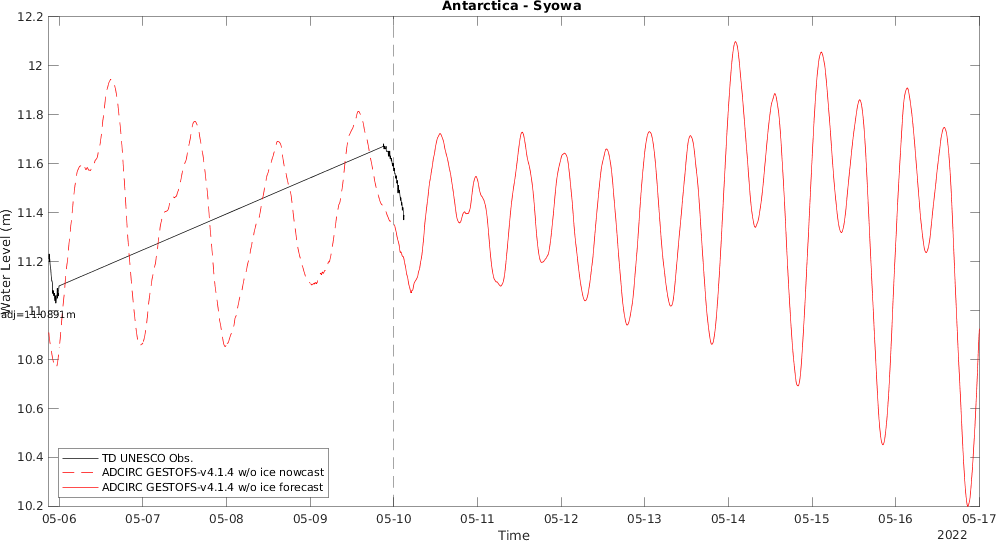 Antarctica - Syowa
12.2
12
11.8
11.6
11.4
11.2
11
10.8
10.6
10.4
10.2
Water Level (m)
adj=11.0891m
TD UNESCO Obs.
ADCIRC GESTOFS-v4.1.4 w/o ice nowcast
ADCIRC GESTOFS-v4.1.4 w/o ice forecast
05-06 05-07 05-08 05-09 05-10 05-11 05-12 05-13 05-14 05-15 05-16 05-17
Time
2022